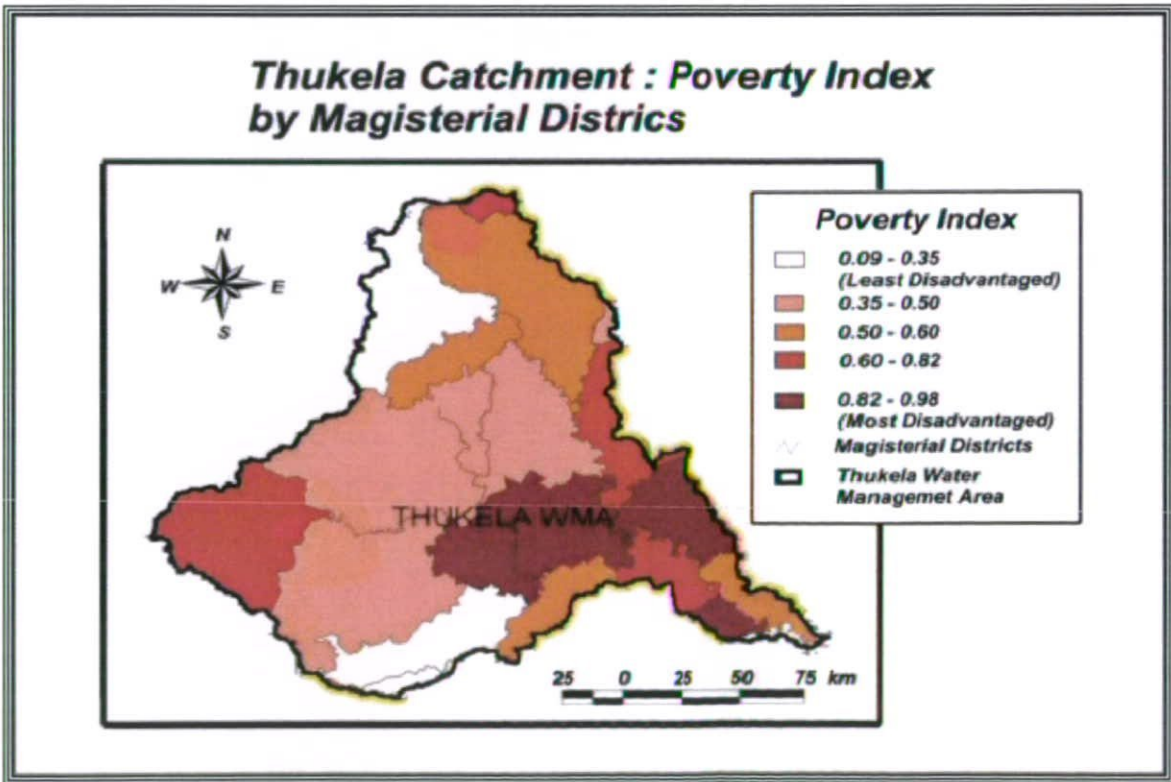 Thukela Catchment : Poverty Index
by Magisterial Districs
N
W
E
S
THUKELA WMA
25 0 25 50 75 km
Poverty Index
0.09 - 0.35
(Least Disadvantaged)
0.35 - 0.50
0.50 - 0.60
0.60 - 0.82
0.82 - 0.98
(Most Disadvantaged)
Magisterial Districts
Thukela Water
Managemet Area